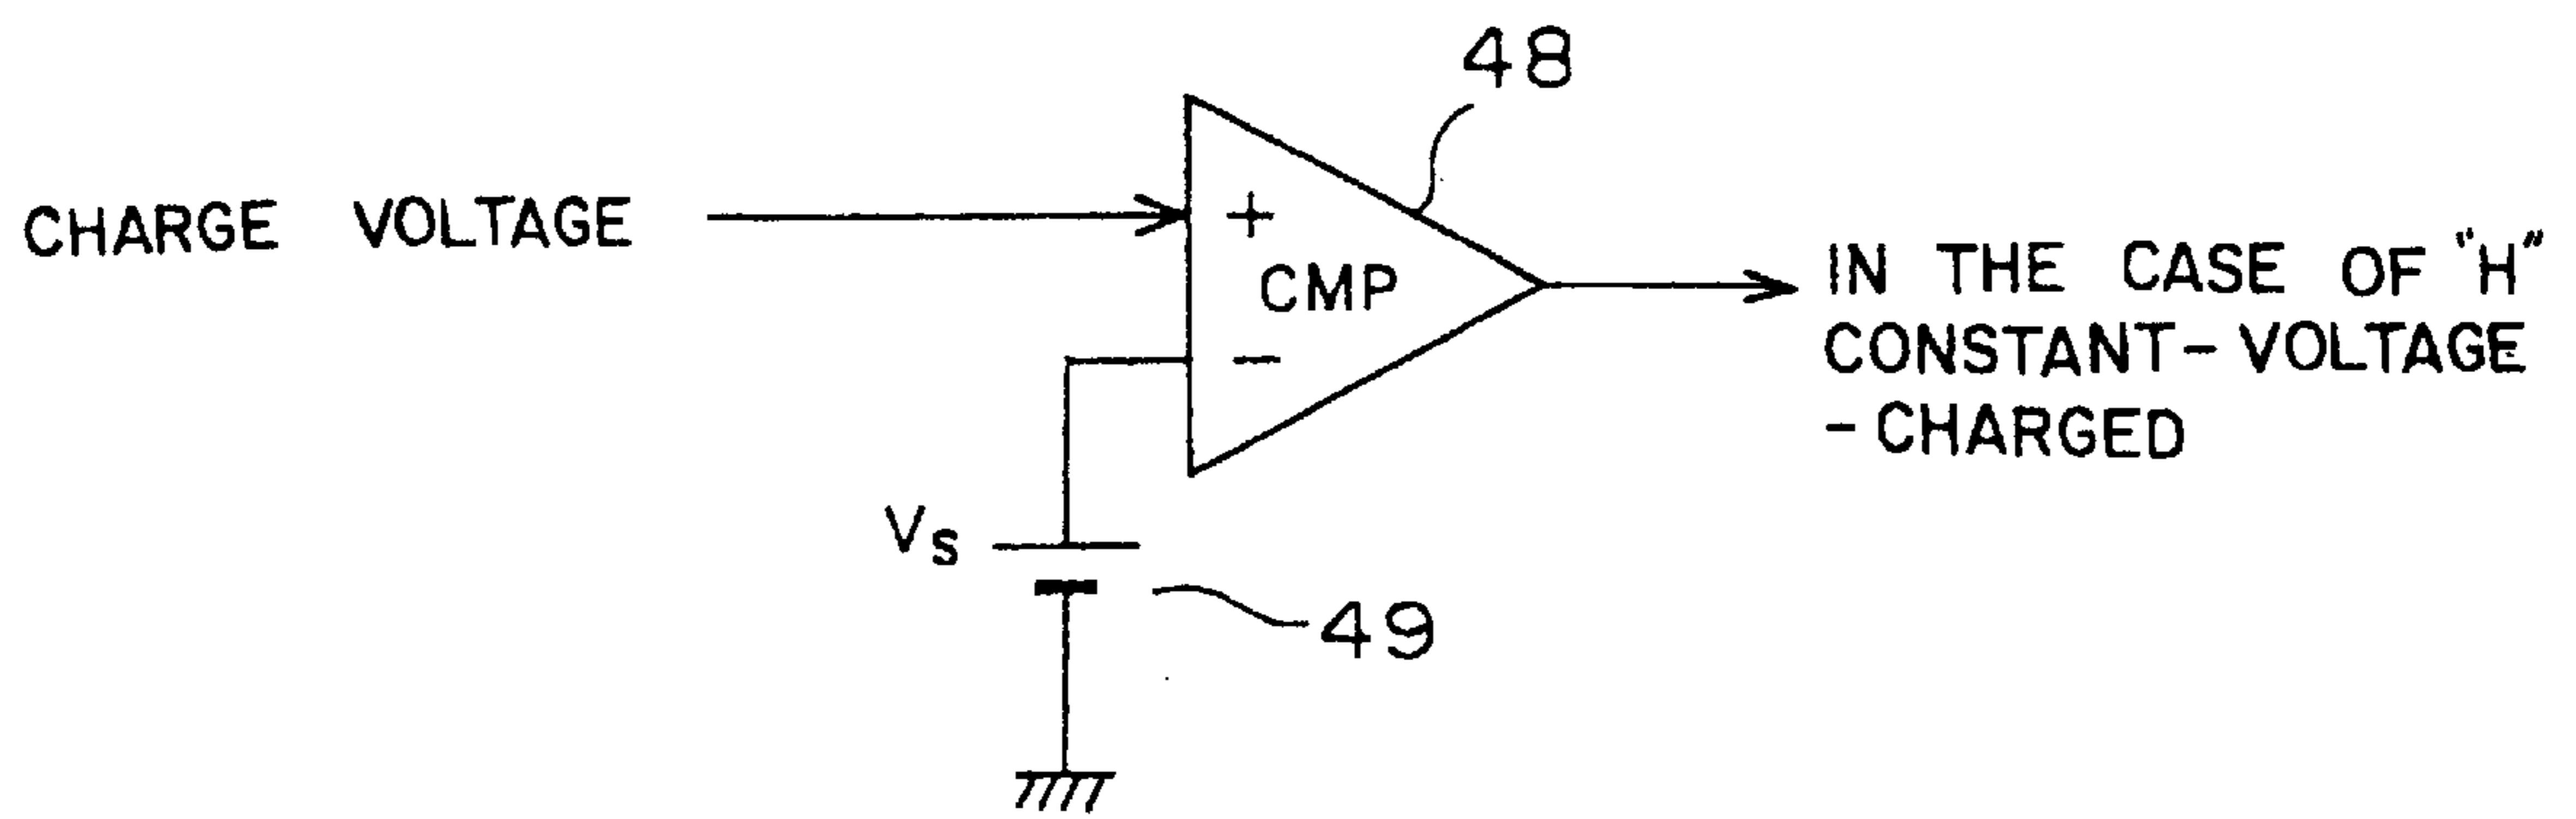 48
CHARGE VOLTAGE
+
CMP
−
IN THE CASE OF "H"
CONSTANT-VOLTAGE
-CHARGED
Vs
49